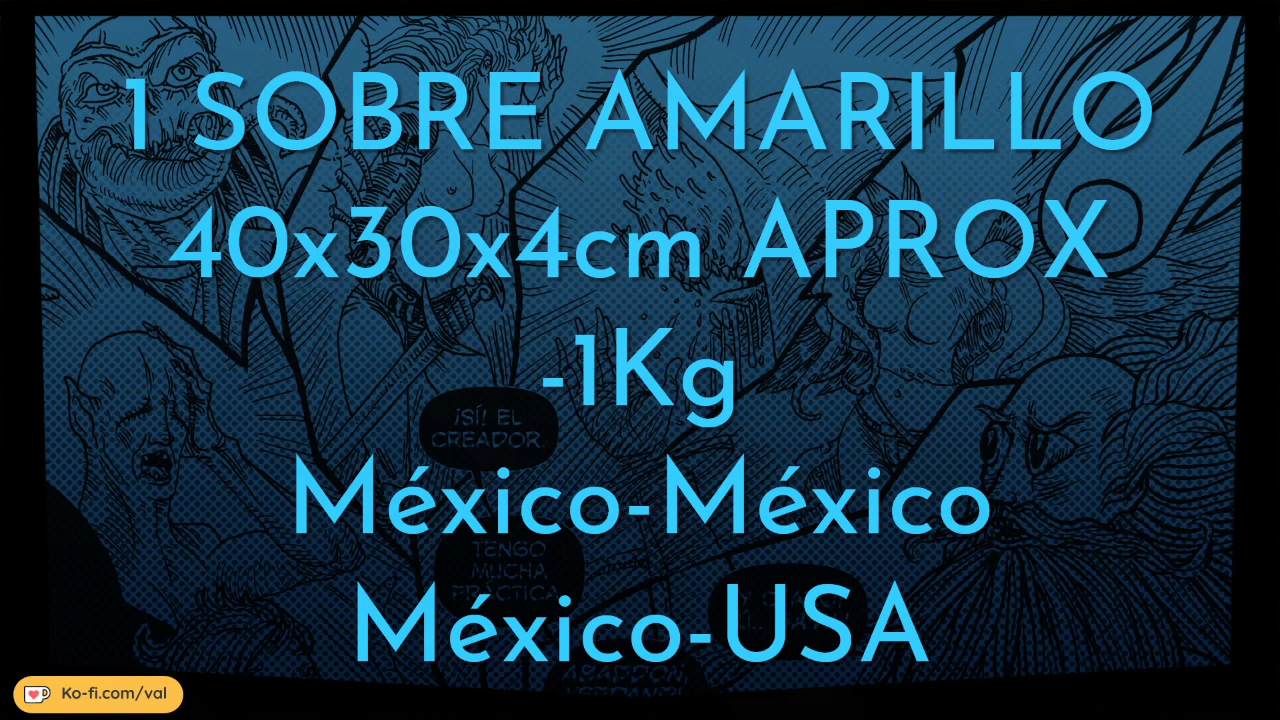 1 SOBRE AMARILLO
40x30x4cm APROX
-1Kg
¡SÍ! EL
CREADOR.
México-México
TENGO
MUCHA
PRÁCTICA
México-USA
ABADDON,
Ko-fi.com/val